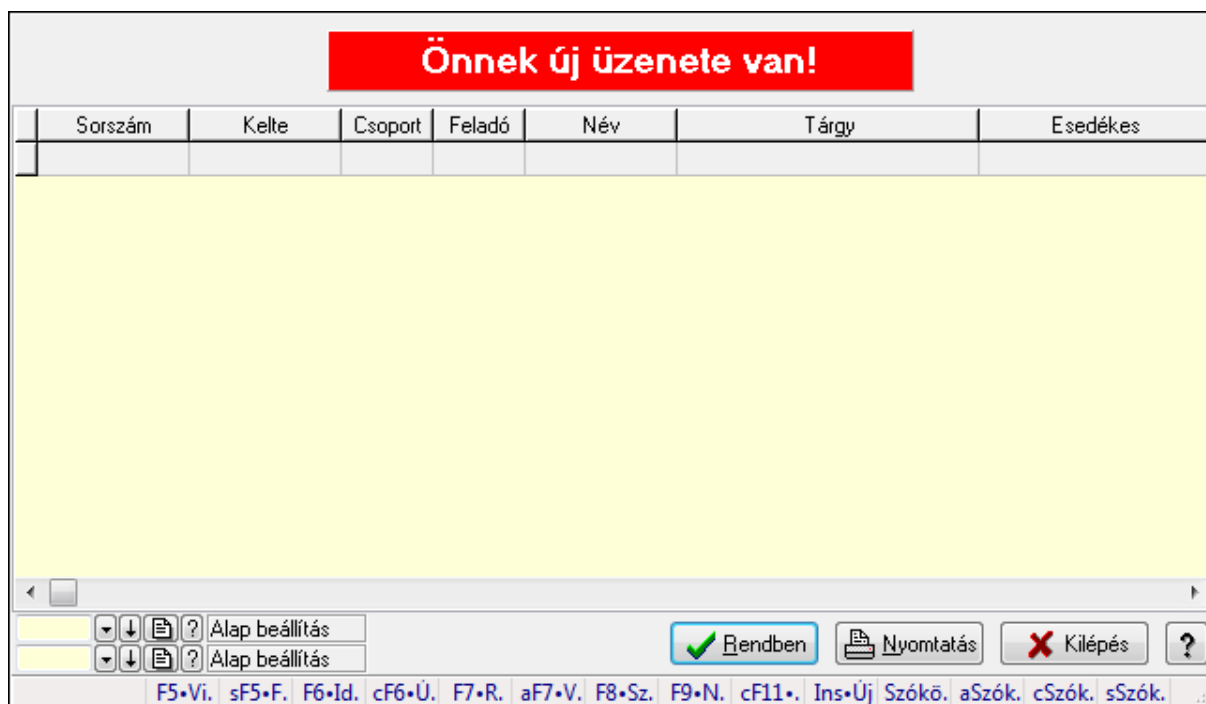 Önnek új üzenete van!
Sorszám Kelte Csoport Feladó Név Tárgy Esedékes
? Alap beállítás
? Alap beállítás
Rendben Nyomtatás Kilépés ?
F5•Vi. sF5•F. F6•Id. cF6•Ú. F7•R. aF7•V. F8•Sz. F9•N. cF11•. Ins•Új Szókö. aSzók. cSzók. sSzók.